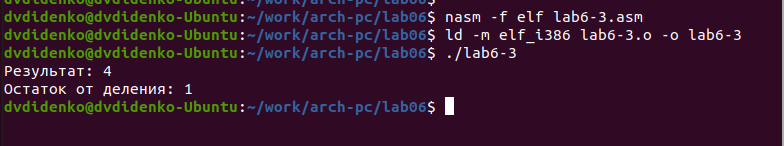 dvdidenko@dvdidenko-Ubuntu:~/work/arch-pc/lab06$ nasm -f elf lab6-3.asm
dvdidenko@dvdidenko-Ubuntu:~/work/arch-pc/lab06$ ld -m elf_i386 lab6-3.o -o lab6-3
dvdidenko@dvdidenko-Ubuntu:~/work/arch-pc/lab06$ ./lab6-3
Результат: 4
Остаток от деления: 1
dvdidenko@dvdidenko-Ubuntu:~/work/arch-pc/lab06$